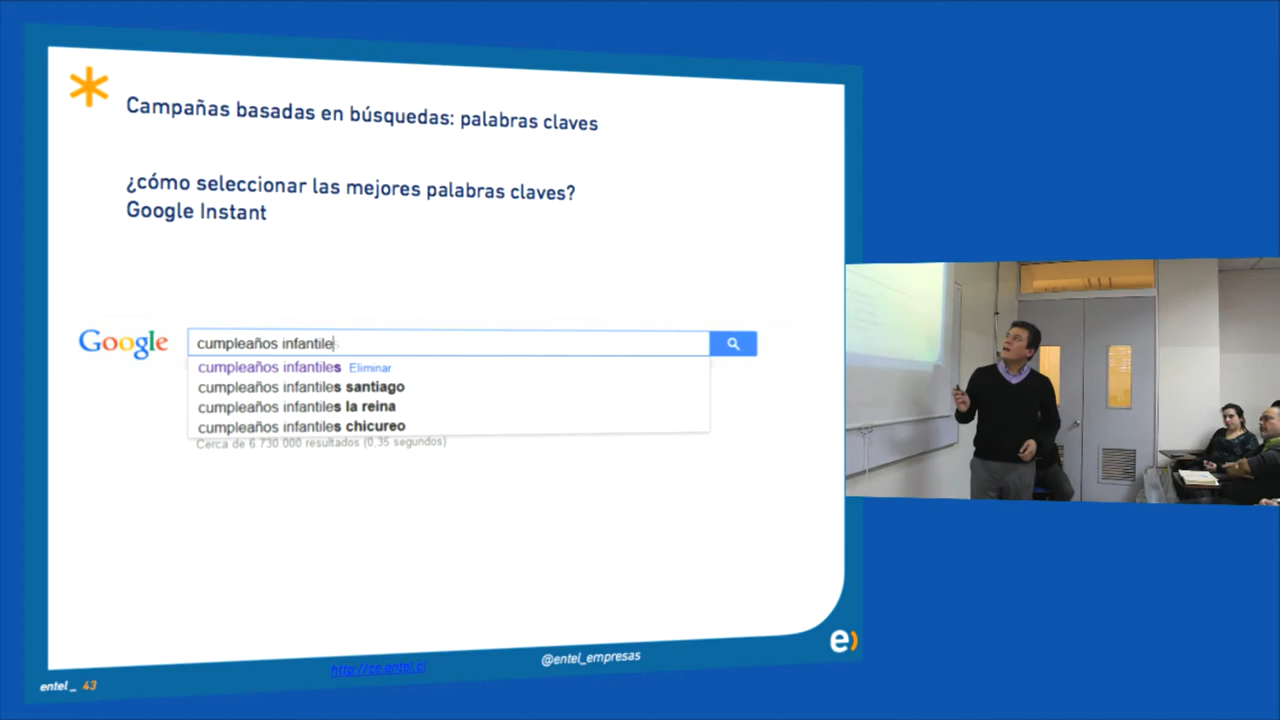 Campañas basadas en búsquedas: palabras claves
¿cómo seleccionar las mejores palabras claves?
Google Instant
Google
cumpleaños infantiles
cumpleaños infantiles Eliminar
cumpleaños infantiles santiago
cumpleaños infantiles la reina
cumpleaños infantiles chicureo
Cerca de 6 730 000 resultados (0,35 segundos)
e)
http://ce.entel.cl
@entel_empresas
entel_ 43